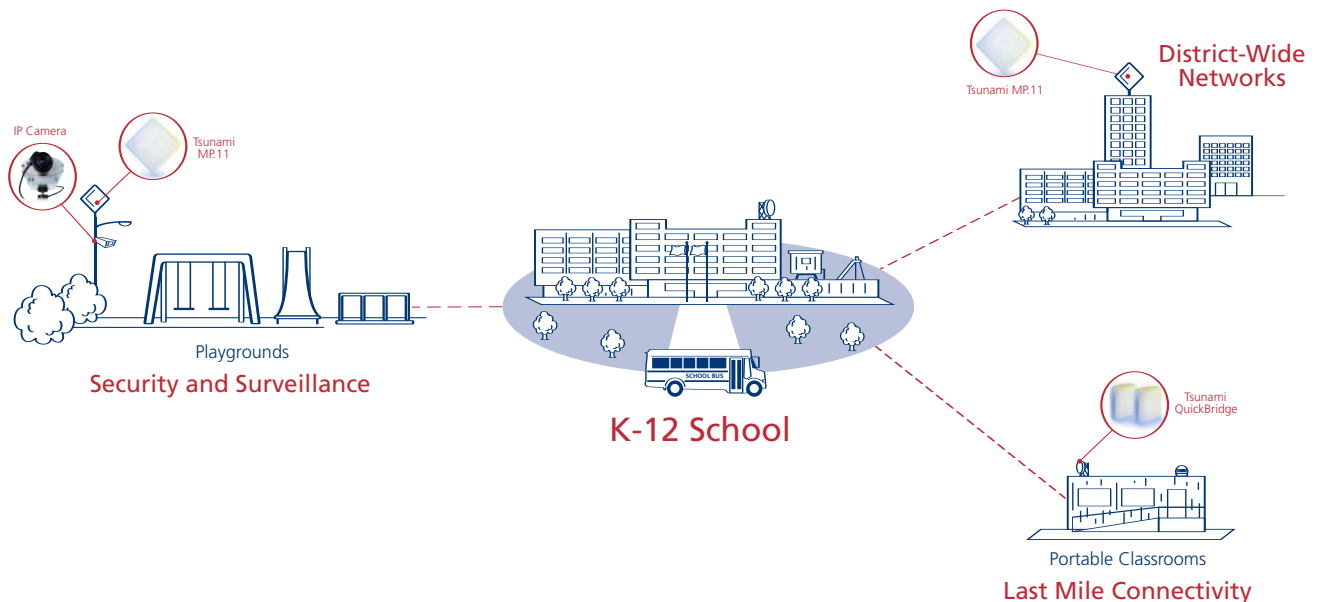 IP Camera
Tsunami
MP.11
Playgrounds
Security and Surveillance
SCHOOL BUS
K-12 School
Tsunami MP.11
District-Wide
Networks
Tsunami
QuickBridge
Portable Classrooms
Last Mile Connectivity